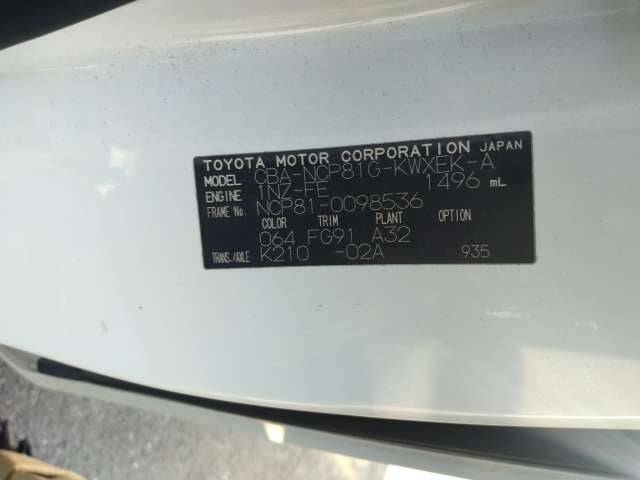 TOYOTA MOTOR CORPORATION JAPAN
MODEL CBA-NCP81G-KWXEK-A
ENGINE 1NZ-FE 1496 mL
FRAME No. NCP81-0098536
COLOR TRIM PLANT OPTION
064 FG91 A32
TRANS./AXLE K210 -02A 935